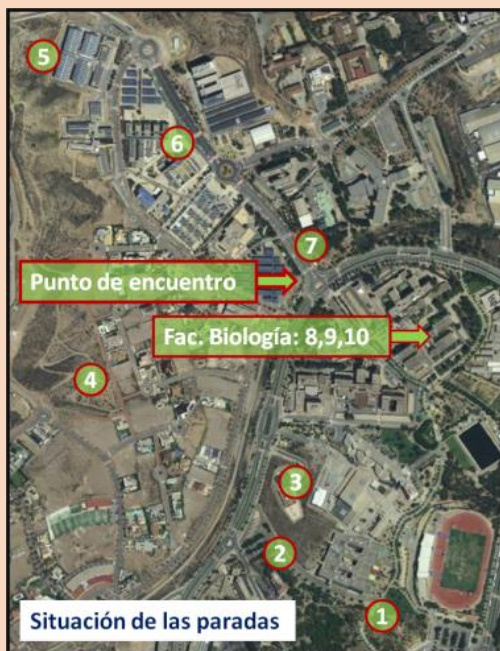 5
6
7
Punto de encuentro
Fac. Biología: 8,9,10
4
3
2
1
Situación de las paradas